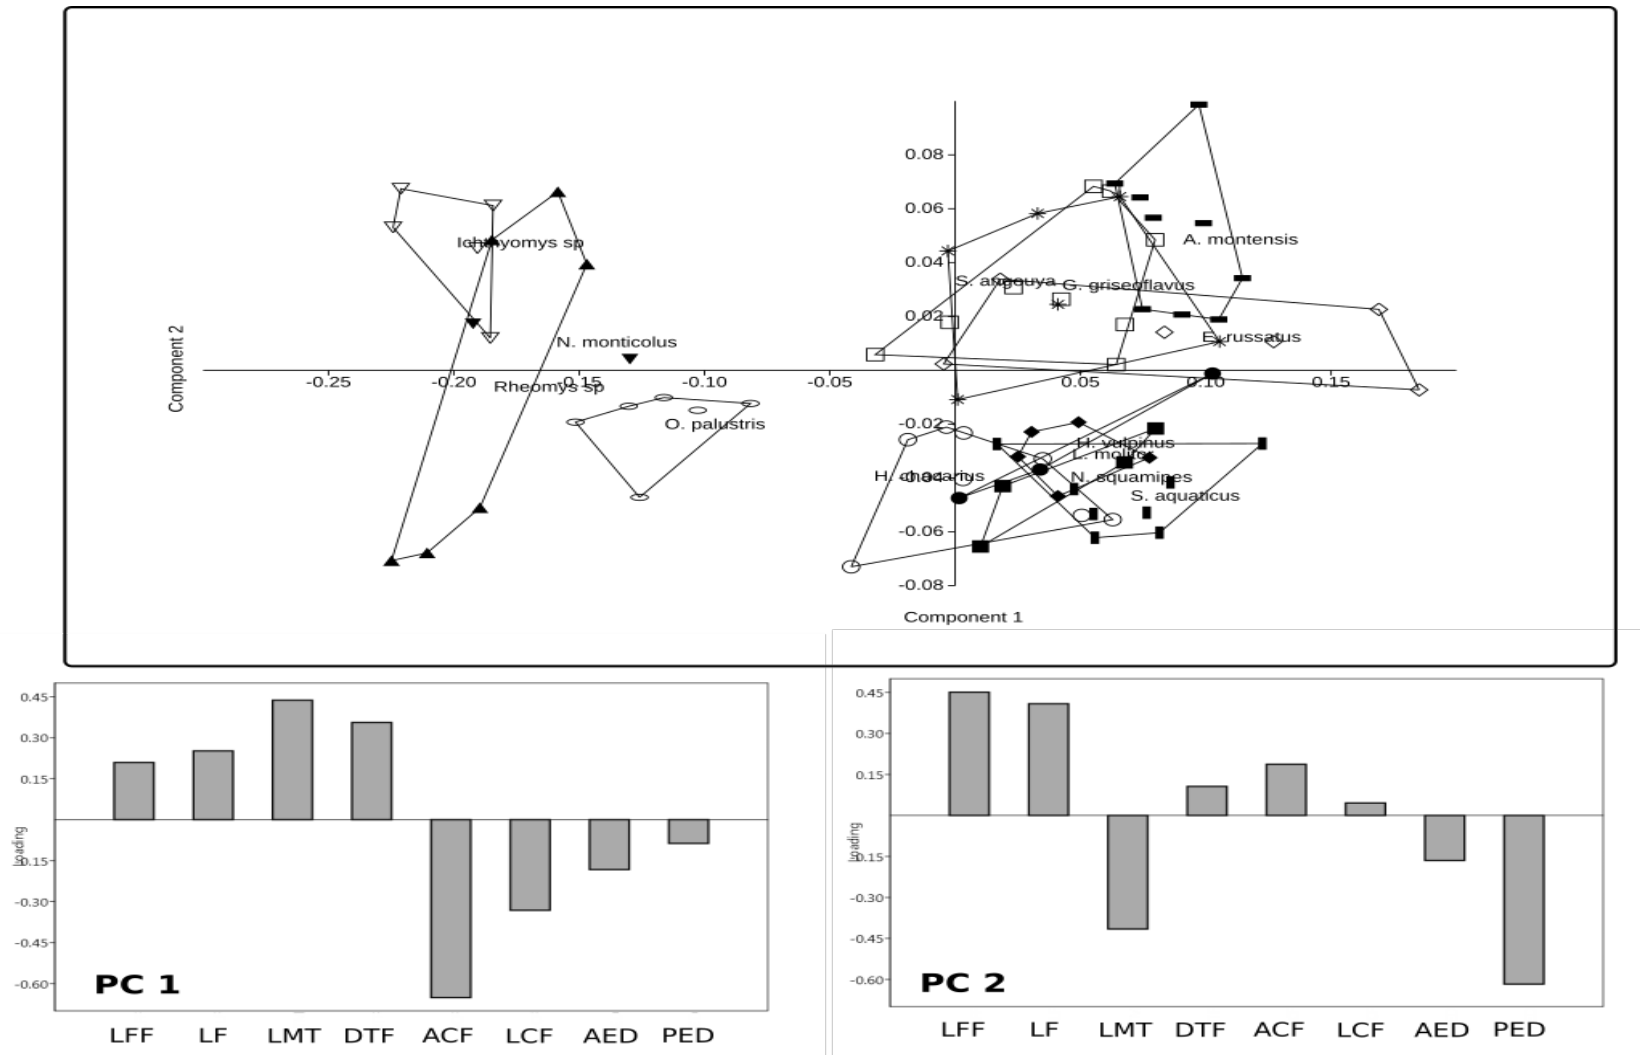 0.08
0.06
A. montensis
Ichthyomys sp
0.04
S. angouya
G. griseoflavus
0.02
E. russatus
N. monticolus
Component 2
-0.25
-0.20
-0.15
-0.10
-0.05
0.05
0.10
0.15
Rheomys sp
O. palustris
-0.02
H. vulpinus
L. molitor
H. chacarius
-0.04
N. squamipes
S. aquaticus
-0.06
-0.08
Component 1
0.45
0.30
0.15
Loading
-0.15
-0.30
-0.45
-0.60
PC 1
LFF LF LMT DTF ACF LCF AED PED
0.45
0.30
0.15
Loading
-0.15
-0.30
-0.45
-0.60
PC 2
LFF LF LMT DTF ACF LCF AED PED